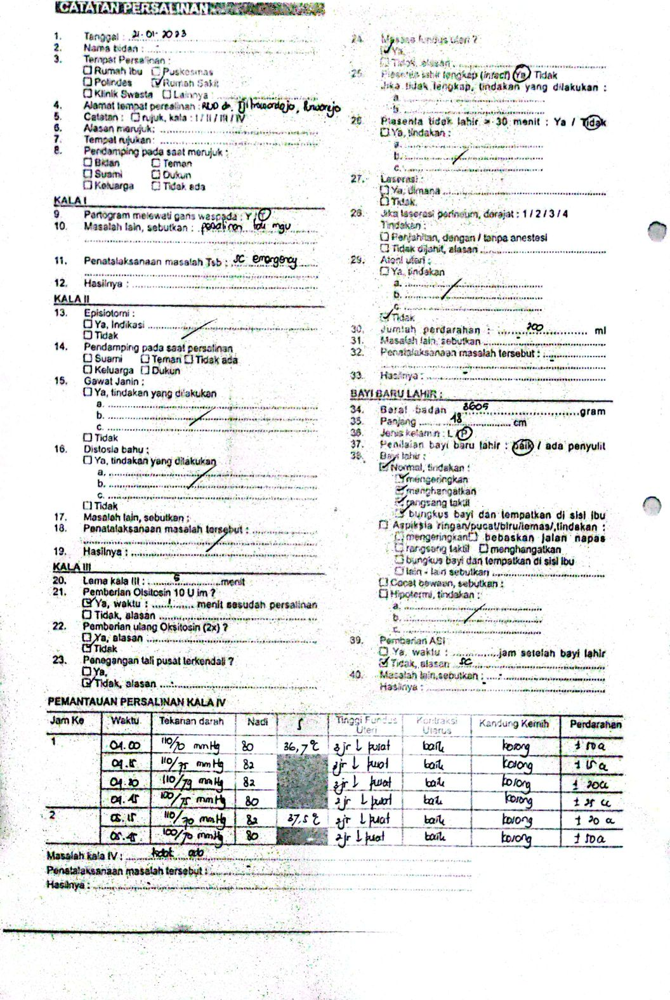 CATATAN PERSALINAN
1. Tanggal : 21-01-2023
2. Nama bidan : -
3. Tempat Persalinan :
☐ Rumah Ibu ☐ Puskesmas
☐ Polindes ☑ Rumah Sakit
☐ Klinik Swasta ☐ Lainnya :
4. Alamat tempat persalinan : RSUD dr. Tjitrowardojo, Purworejo
5. Catatan : ☐ rujuk, kala : I / II / III / IV
6. Alasan merujuk:
7. Tempat rujukan:
8. Pendamping pada saat merujuk :
☐ Bidan ☐ Teman
☐ Suami ☐ Dukun
☐ Keluarga ☐ Tidak ada
KALA I
9. Partogram melewati garis waspada : Y / T
10. Masalah lain, sebutkan : persalinan
11. Penatalaksanaan masalah Tsb : SC emergency
12. Hasilnya :
KALA II
13. Episiotomi :
☐ Ya, Indikasi
☐ Tidak
14. Pendamping pada saat persalinan
☐ Suami ☐ Teman ☐ Tidak ada
☐ Keluarga ☐ Dukun
15. Gawat Janin :
☐ Ya, tindakan yang dilakukan
a.
b.
c.
☐ Tidak
16. Distosia bahu :
☐ Ya, tindakan yang dilakukan
a.
b.
c.
☐ Tidak
17. Masalah lain, sebutkan :
18. Penatalaksanaan masalah tersebut :
19. Hasilnya :
KALA III
20. Lama kala III : 5 menit
21. Pemberian Oksitosin 10 U im ?
☑ Ya, waktu : 1 menit sesudah persalinan
☐ Tidak, alasan
22. Pemberian ulang Oksitosin (2x) ?
☐ Ya, alasan
☑ Tidak
23. Penegangan tali pusat terkendali ?
☐ Ya,
☑ Tidak, alasan -
24. Masase fundus uteri ?
☑ Ya,
☐ Tidak, alasan
25. Plasenta lahir lengkap (intact) Ya / Tidak
Jika tidak lengkap, tindakan yang dilakukan :
a.
b.
26. Plasenta tidak lahir > 30 menit : Ya / Tidak
☐ Ya, tindakan :
a.
b.
c.
27. Laserasi :
☐ Ya, dimana
☐ Tidak.
28. Jika laserasi perineum, derajat : 1 / 2 / 3 / 4
Tindakan :
☐ Penjahitan, dengan / tanpa anestesi
☐ Tidak dijahit, alasan
29. Atoni uteri :
☐ Ya, tindakan
a.
b.
c.
☑ Tidak
30. Jumlah perdarahan : 200 ml
31. Masalah lain, sebutkan -
32. Penatalaksanaan masalah tersebut : -
33. Hasilnya : -
BAYI BARU LAHIR :
34. Berat badan 3605 gram
35. Panjang 48 cm
36. Jenis kelamin : L / P
37. Penilaian bayi baru lahir : baik / ada penyulit
38. Bayi lahir :
☑ Normal, tindakan :
☑ mengeringkan
☑ menghangatkan
☑ rangsang taktil
☑ bungkus bayi dan tempatkan di sisi ibu
☐ Aspiksia ringan/pucat/biru/lemas/,tindakan :
☐ mengeringkan ☐ bebaskan jalan napas
☐ rangsang taktil ☐ menghangatkan
☐ bungkus bayi dan tempatkan di sisi ibu
☐ lain - lain sebutkan
☐ Cacat bawaan, sebutkan :
☐ Hipotermi, tindakan :
a.
b.
c.
39. Pemberian ASI
☐ Ya, waktu : jam setelah bayi lahir
☑ Tidak, alasan SC
40. Masalah lain,sebutkan : -
Hasilnya : -
PEMANTAUAN PERSALINAN KALA IV
Jam Ke Waktu Tekanan darah Nadi S Tinggi Fundus Uteri Kontraksi Uterus Kandung Kemih Perdarahan
1 04.00 110/70 mmHg 80 36,7°C 2 jr ↓ pusat baik kosong ± 50 cc
04.15 110/75 mmHg 82 2 jr ↓ pusat baik kosong ± 15 cc
04.30 110/79 mmHg 82 2 jr ↓ pusat baik kosong ± 20 cc
04.45 100/75 mmHg 80 2 jr ↓ pusat baik kosong ± 25 cc
2 05.15 110/70 mmHg 82 37.5°C 2 jr ↓ pusat baik kosong ± 20 cc
05.45 100/70 mmHg 80 2 jr ↓ pusat baik kosong ± 50 cc
Masalah kala IV : tidak ada
Penatalaksanaan masalah tersebut : -
Hasilnya : -